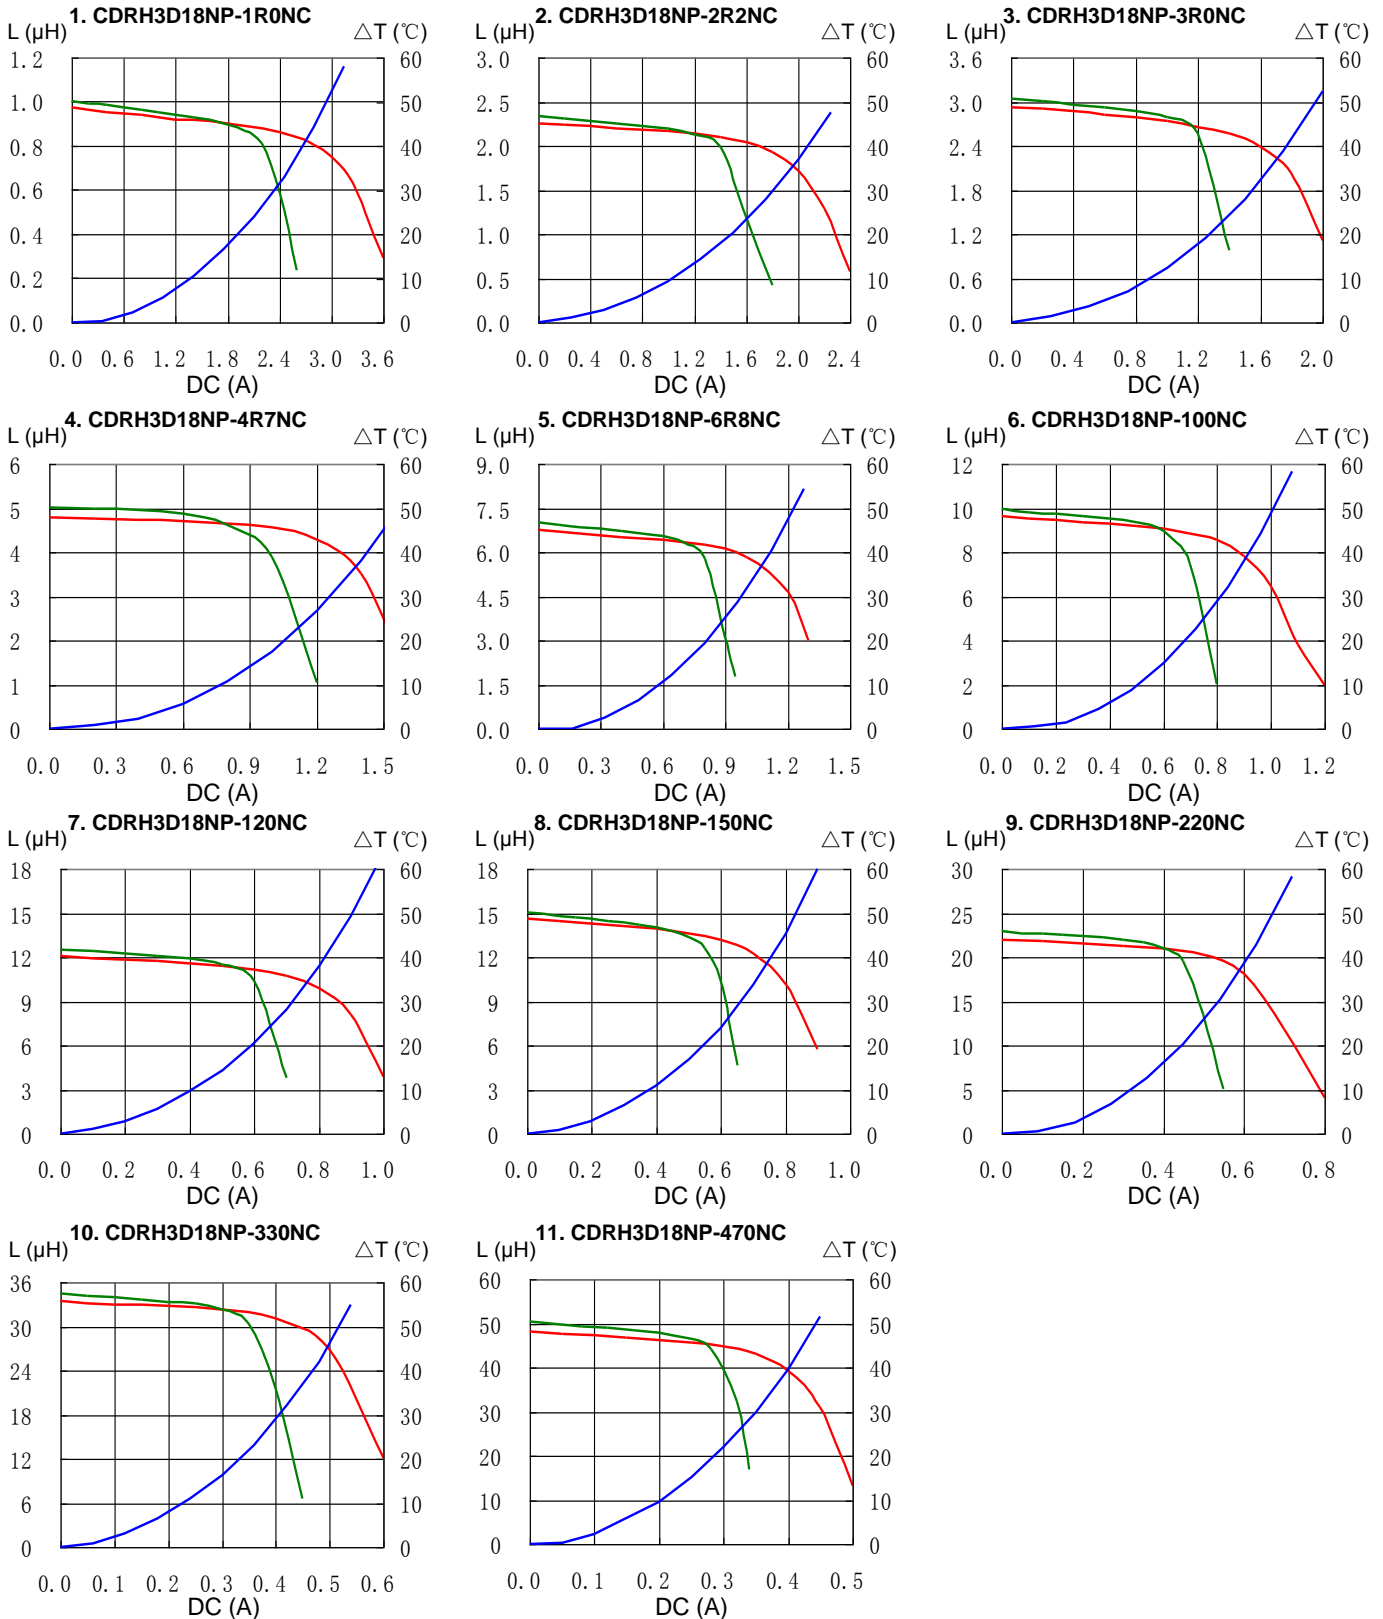 1. CDRH3D18NP-1R0NC
L (μH)
△T (℃)
1.2
1.0
0.8
0.6
0.4
0.2
0.0
60
50
40
30
20
10
0
0.0 0.6 1.2 1.8 2.4 3.0 3.6
DC (A)
2. CDRH3D18NP-2R2NC
L (μH)
△T (℃)
3.0
2.5
2.0
1.5
1.0
0.5
0.0
60
50
40
30
20
10
0
0.0 0.4 0.8 1.2 1.6 2.0 2.4
DC (A)
3. CDRH3D18NP-3R0NC
L (μH)
△T (℃)
3.6
3.0
2.4
1.8
1.2
0.6
0.0
60
50
40
30
20
10
0
0.0 0.4 0.8 1.2 1.6 2.0
DC (A)
4. CDRH3D18NP-4R7NC
L (μH)
△T (℃)
6
5
4
3
2
1
0
60
50
40
30
20
10
0
0.0 0.3 0.6 0.9 1.2 1.5
DC (A)
5. CDRH3D18NP-6R8NC
L (μH)
△T (℃)
9.0
7.5
6.0
4.5
3.0
1.5
0.0
60
50
40
30
20
10
0
0.0 0.3 0.6 0.9 1.2 1.5
DC (A)
6. CDRH3D18NP-100NC
L (μH)
△T (℃)
12
10
8
6
4
2
0
60
50
40
30
20
10
0
0.0 0.2 0.4 0.6 0.8 1.0 1.2
DC (A)
7. CDRH3D18NP-120NC
L (μH)
△T (℃)
18
15
12
9
6
3
0
60
50
40
30
20
10
0
0.0 0.2 0.4 0.6 0.8 1.0
DC (A)
8. CDRH3D18NP-150NC
L (μH)
△T (℃)
18
15
12
9
6
3
0
60
50
40
30
20
10
0
0.0 0.2 0.4 0.6 0.8 1.0
DC (A)
9. CDRH3D18NP-220NC
L (μH)
△T (℃)
30
25
20
15
10
5
0
60
50
40
30
20
10
0
0.0 0.2 0.4 0.6 0.8
DC (A)
10. CDRH3D18NP-330NC
L (μH)
△T (℃)
36
30
24
18
12
6
0
60
50
40
30
20
10
0
0.0 0.1 0.2 0.3 0.4 0.5 0.6
DC (A)
11. CDRH3D18NP-470NC
L (μH)
△T (℃)
60
50
40
30
20
10
0
60
50
40
30
20
10
0
0.0 0.1 0.2 0.3 0.4 0.5
DC (A)